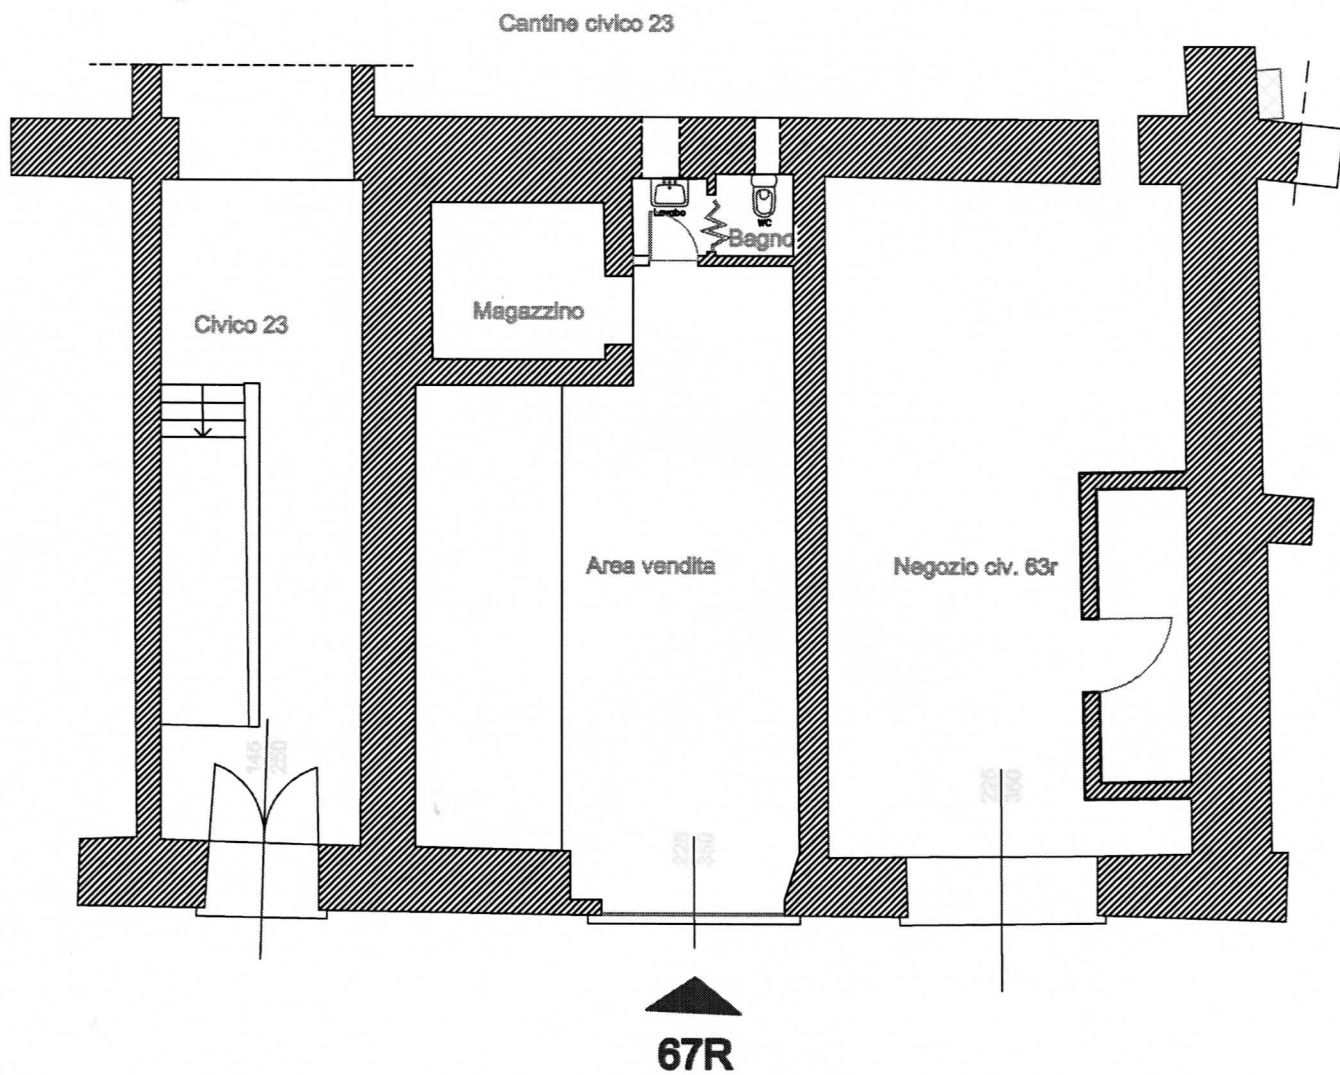 Cantine civico 23
Lavabo
WC
Bagno
Magazzino
Civico 23
Area vendita
Negozio civ. 63r
145
250
225
350
225
350
67R